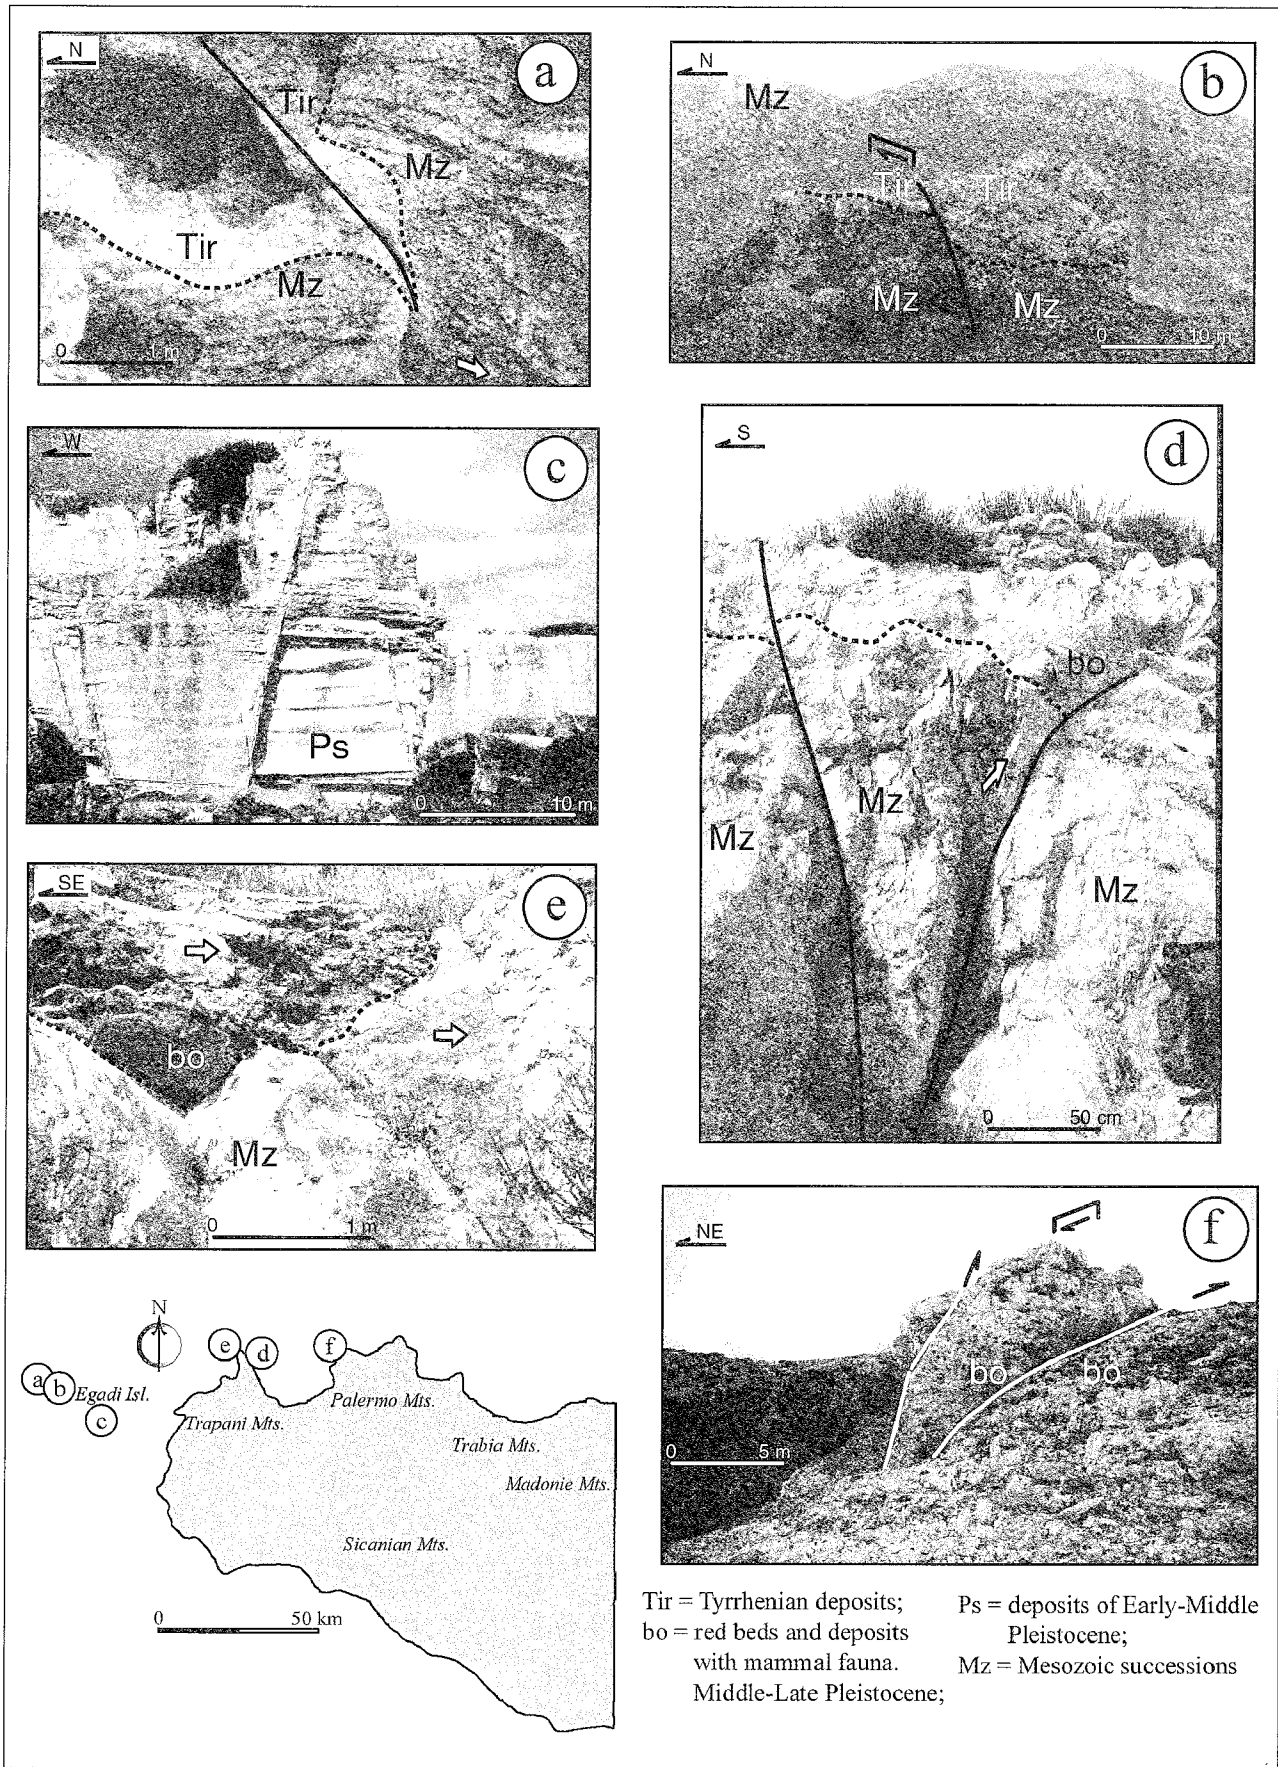 N
a
Tir
Mz
Tir
Mz
0 1 m
N
b
Mz
Tir
Tir
Mz
Mz
0 10 m
W
c
Ps
0 10 m
S
d
bo
Mz
Mz
Mz
0 50 cm
SE
e
bo
Mz
0 1 m
NE
f
bo
bo
0 5 m
N
e
d
f
a
b
Egadi Isl.
c
Trapani Mts.
Palermo Mts.
Trabia Mts.
Madonie Mts.
Sicanian Mts.
0 50 km
Tir = Tyrrhenian deposits;
bo = red beds and deposits
with mammal fauna.
Middle-Late Pleistocene;
Ps = deposits of Early-Middle
Pleistocene;
Mz = Mesozoic successions